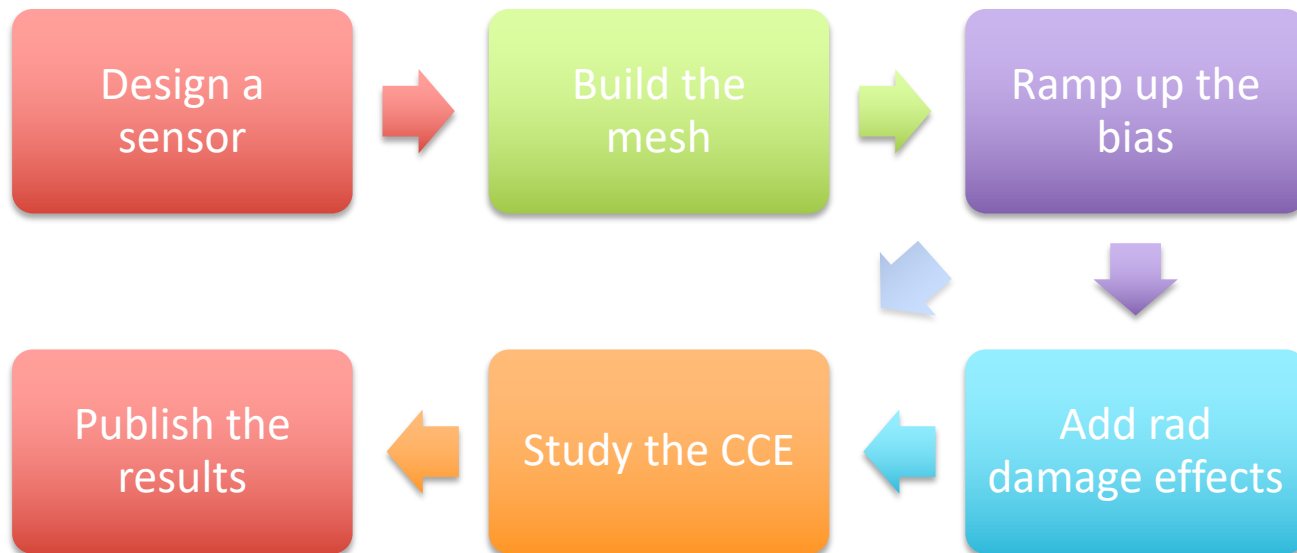 Design a
sensor
Build the
mesh
Ramp up the
bias
Publish the
results
Study the CCE
Add rad
damage effects